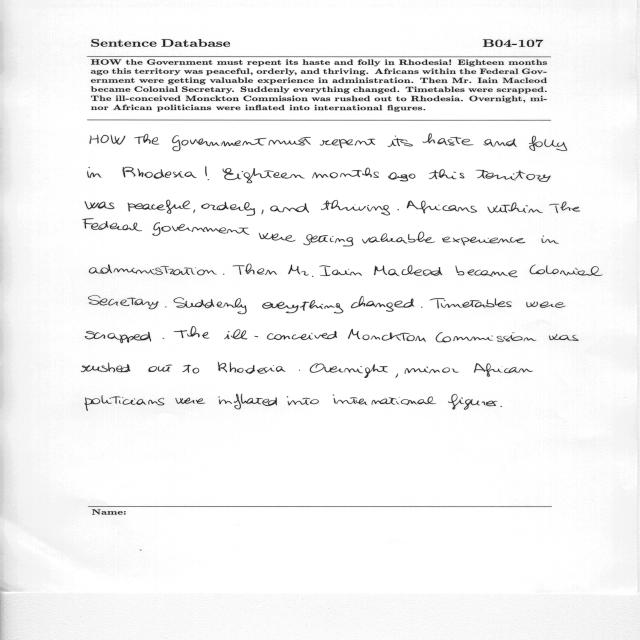 Sentence Database B04-107
HOW the Government must repent its haste and folly in Rhodesia! Eighteen months
ago this territory was peaceful, orderly, and thriving. Africans within the Federal Gov-
ernment were getting valuable experience in administration. Then Mr. Iain Macleod
became Colonial Secretary. Suddenly everything changed. Timetables were scrapped.
The ill-conceived Monckton Commission was rushed out to Rhodesia. Overnight, mi-
nor African politicians were inflated into international figures.
HOW The Government must repent its haste and folly
in Rhodesia! Eighteen months ago this territory
was peaceful, orderly, and thriving. Africans within The
Federal Government were getting valuable experience in
administration. Then Mr. Iain Macleod became Colonial
Secretary. Suddenly everything changed. Timetables were
scrapped. The ill-conceived Monckton Commission was
rushed out to Rhodesia. Overnight, minor African
politicians were inflated into international figures.
Name: